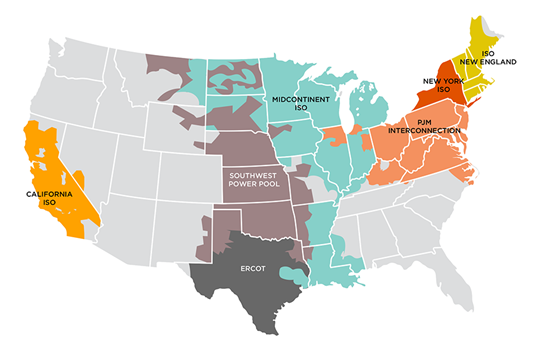 ISO
NEW ENGLAND
NEW YORK
ISO
MIDCONTINENT
ISO
PJM
INTERCONNECTION
SOUTHWEST
POWER POOL
CALIFORNIA
ISO
ERCOT